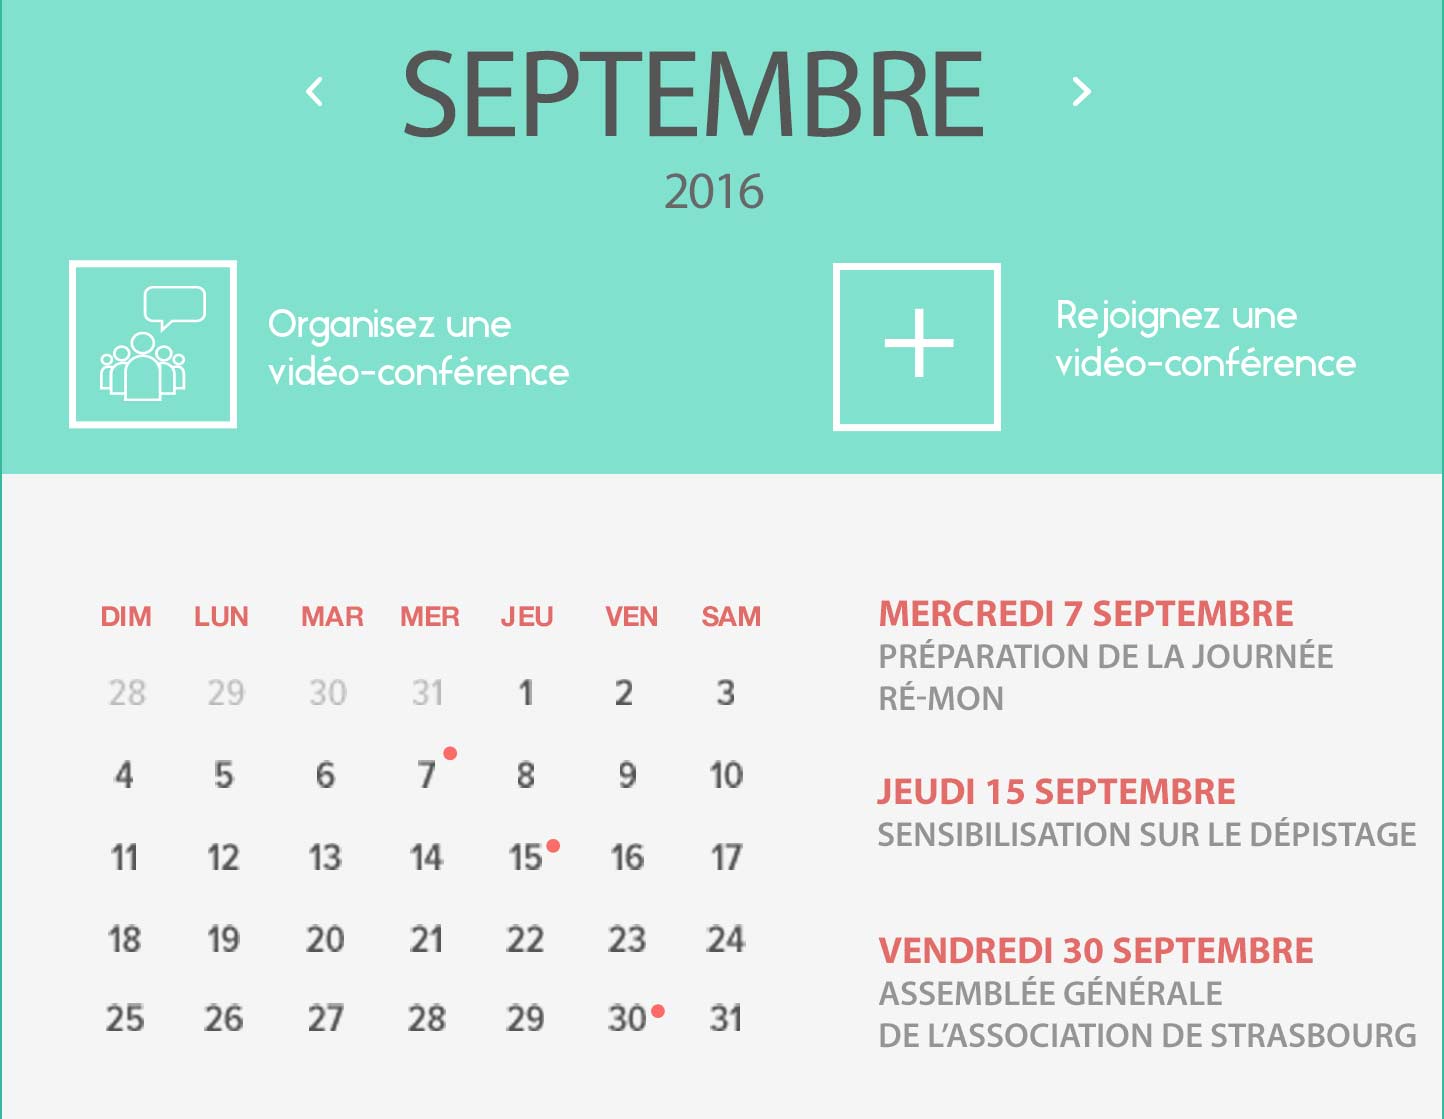 SEPTEMBRE
2016
Organisez une
vidéo-conférence
Rejoignez une
vidéo-conférence
DIM LUN MAR MER JEU VEN SAM
28 29 30 31 1 2 3
4 5 6 7 8 9 10
11 12 13 14 15 16 17
18 19 20 21 22 23 24
25 26 27 28 29 30 31
MERCREDI 7 SEPTEMBRE
PRÉPARATION DE LA JOURNÉE
RÉ-MON
JEUDI 15 SEPTEMBRE
SENSIBILISATION SUR LE DÉPISTAGE
VENDREDI 30 SEPTEMBRE
ASSEMBLÉE GÉNÉRALE
DE L’ASSOCIATION DE STRASBOURG